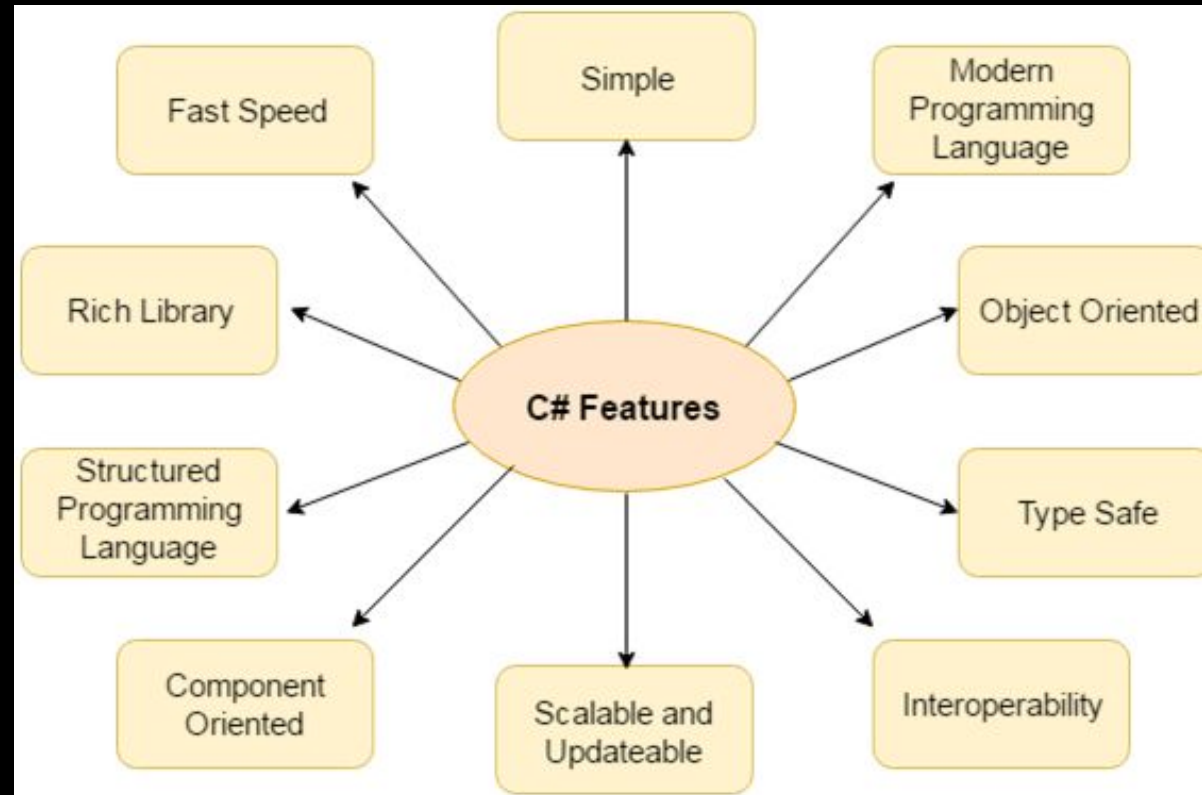 Simple
Fast Speed
Modern
Programming
Language
Rich Library
Object Oriented
C# Features
Structured
Programming
Language
Type Safe
Component
Oriented
Scalable and
Updateable
Interoperability